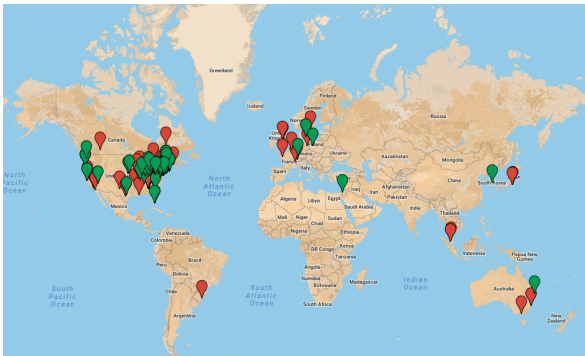 Greenland
Iceland
Finland
Sweden
Russia
Canada
Ukraine
Kazakhstan
Mongolia
France
Spain
Italy
North
Pacific
Ocean
North
Atlantic
Ocean
China
South Korea
Iraq
Iran
Afghanistan
Pakistan
Mexico
Algeria
Libya
Egypt
Saudi Arabia
India
Thailand
Mali
Niger
Chad
Sudan
Nigeria
Ethiopia
Venezuela
Colombia
DR Congo
Kenya
Tanzania
Indonesia
Papua New
Guinea
Brazil
Peru
Bolivia
Angola
Namibia
Botswana
Madagascar
Chile
South
Pacific
Ocean
South
Atlantic
Ocean
Indian
Ocean
Australia
South Africa
Argentina
New
Zealand